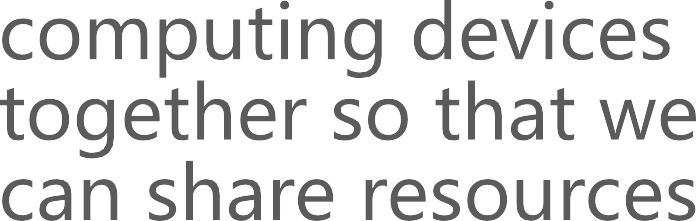 computing devices
together so that we
can share resources